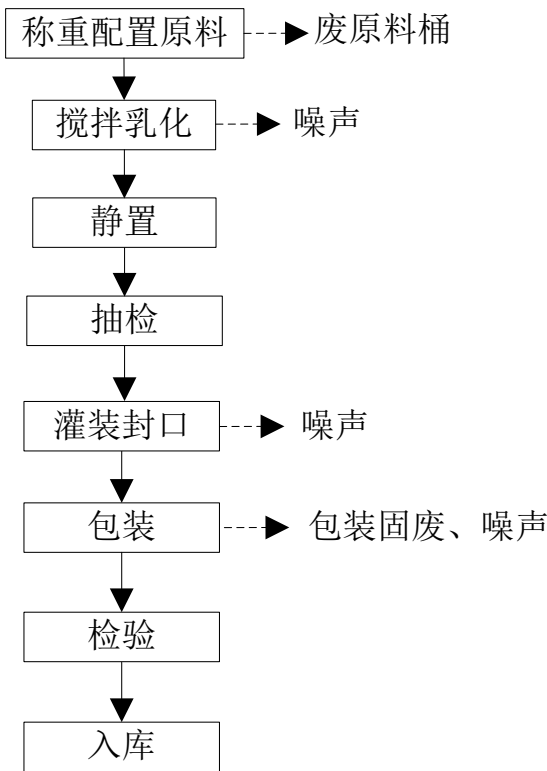 称重配置原料 废原料桶
搅拌乳化 噪声
静置
抽检
灌装封口 噪声
包装 包装固废、噪声
检验
入库